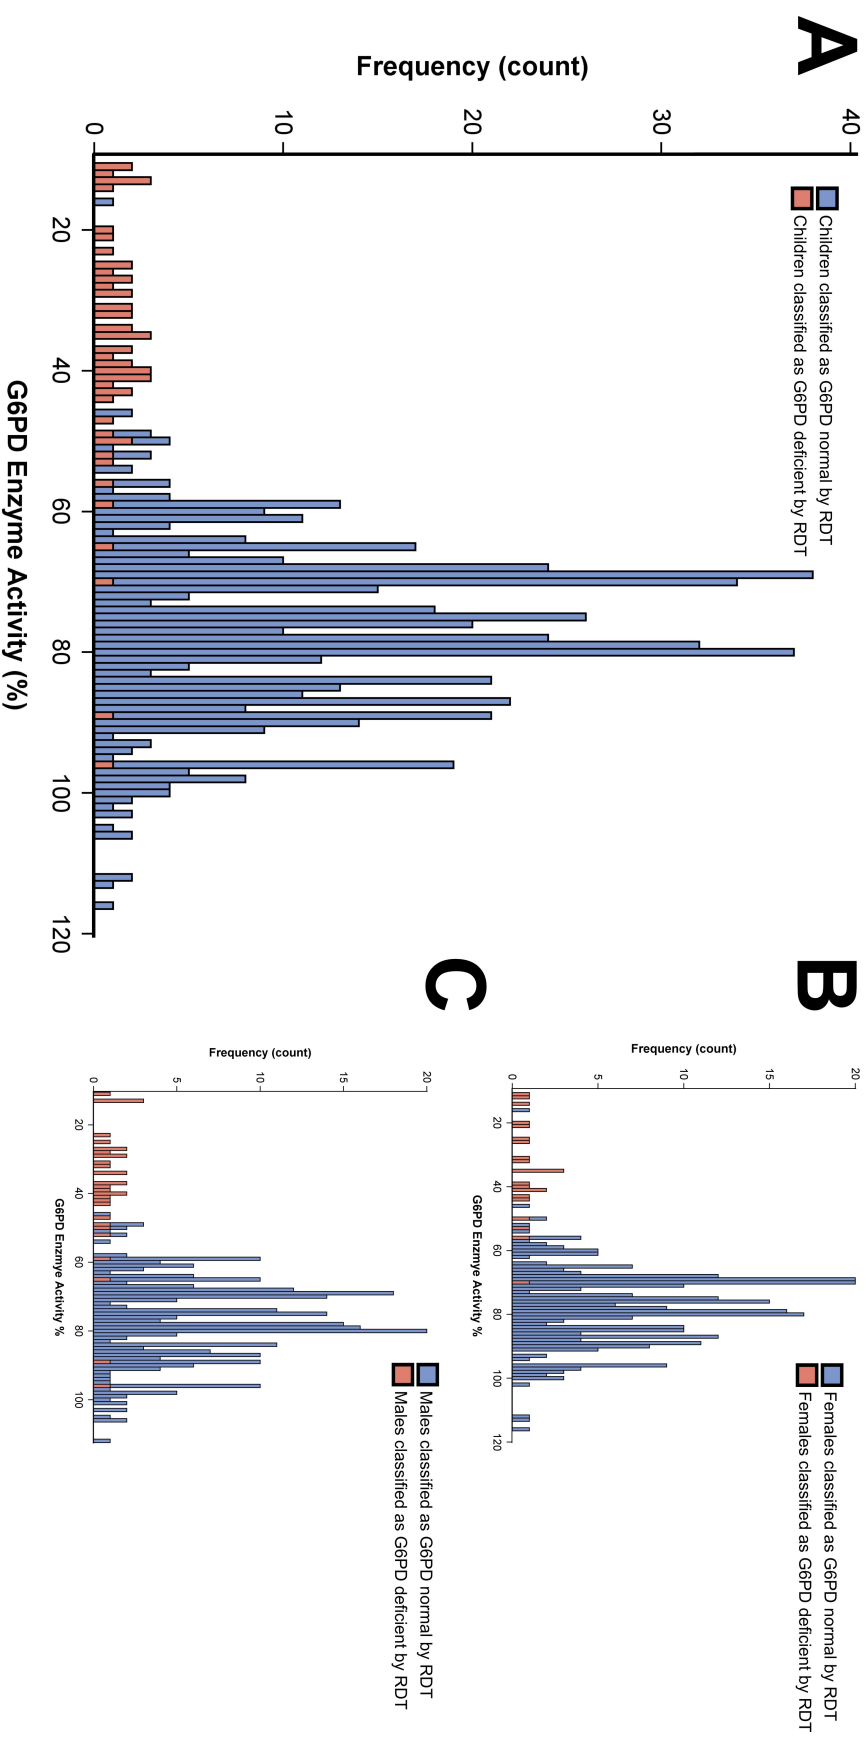 A
Frequency (count)
40
30
20
10
0
Children classified as G6PD normal by RDT
Children classified as G6PD deficient by RDT
20
40
60
80
100
120
G6PD Enzyme Activity (%)
B
Frequency (count)
20
15
10
5
0
Females classified as G6PD normal by RDT
Females classified as G6PD deficient by RDT
20
40
60
80
100
120
G6PD Enzmye Activity %
C
Frequency (count)
20
15
10
5
0
Males classified as G6PD normal by RDT
Males classified as G6PD deficient by RDT
20
40
60
80
100
G6PD Enzmye Activity %